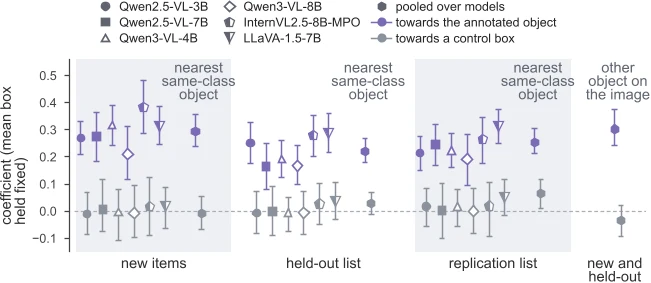 Qwen2.5-VL-3B
Qwen3-VL-8B
pooled over models
Qwen2.5-VL-7B
InternVL2.5-8B-MPO
towards the annotated object
Qwen3-VL-4B
LLaVA-1.5-7B
towards a control box
coefficient (mean box
held fixed)
0.5
0.4
0.3
0.2
0.1
0.0
−0.1
nearest
same-class
object
nearest
same-class
object
nearest
same-class
object
other
object on
the image
new items
held-out list
replication list
new and
held-out